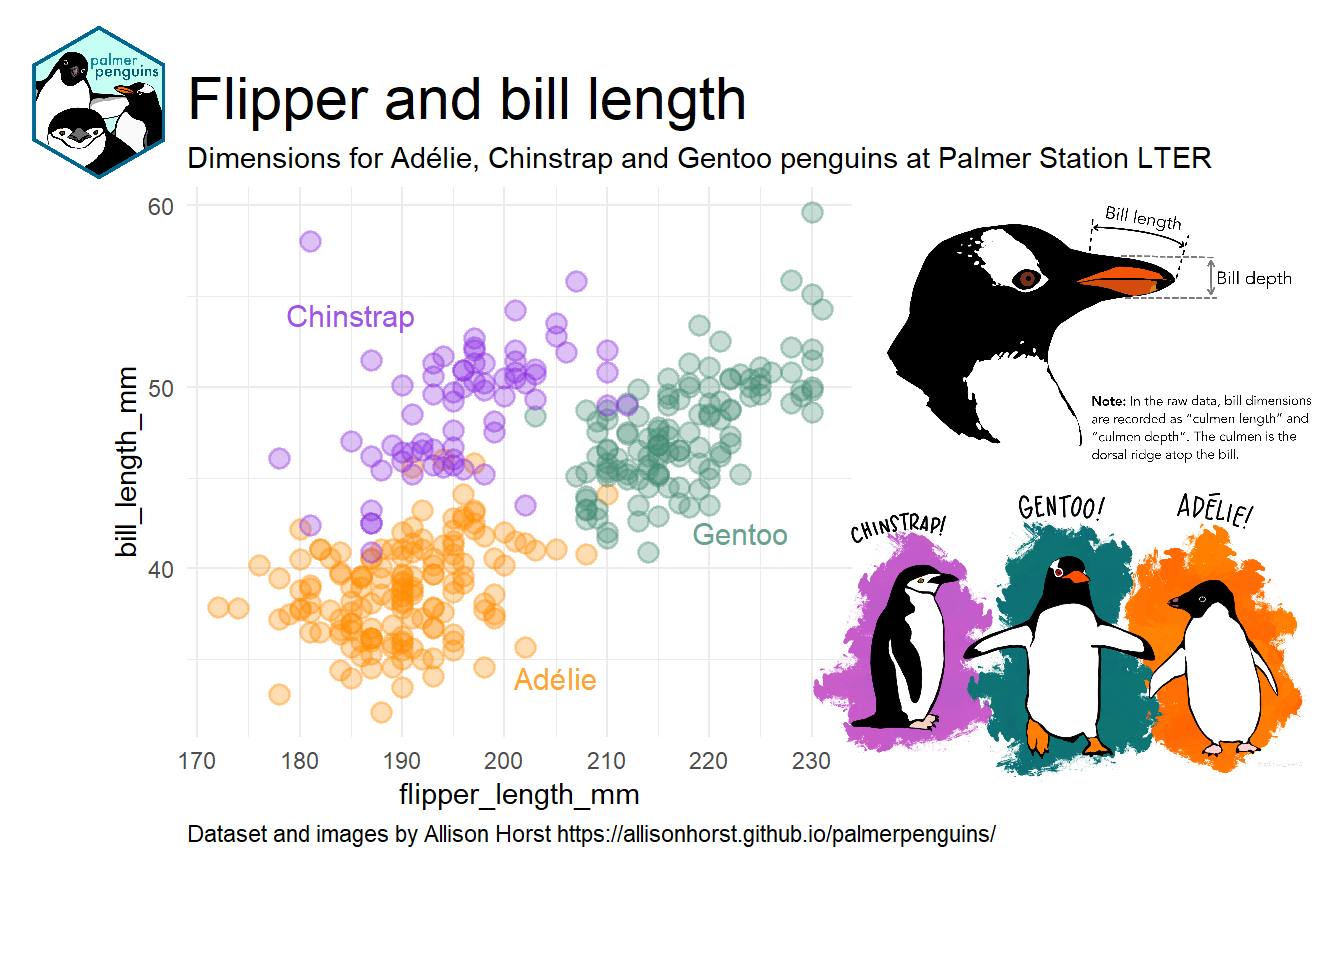 palmer
penguins
Flipper and bill length
Dimensions for Adélie, Chinstrap and Gentoo penguins at Palmer Station LTER
60
50
40
bill_length_mm
Chinstrap
Gentoo
Adélie
170 180 190 200 210 220 230
flipper_length_mm
Bill length
Bill depth
Note: In the raw data, bill dimensions
are recorded as “culmen length” and
“culmen depth”. The culmen is the
dorsal ridge atop the bill.
CHINSTRAP!
GENTOO!
ADÉLIE!
Dataset and images by Allison Horst https://allisonhorst.github.io/palmerpenguins/